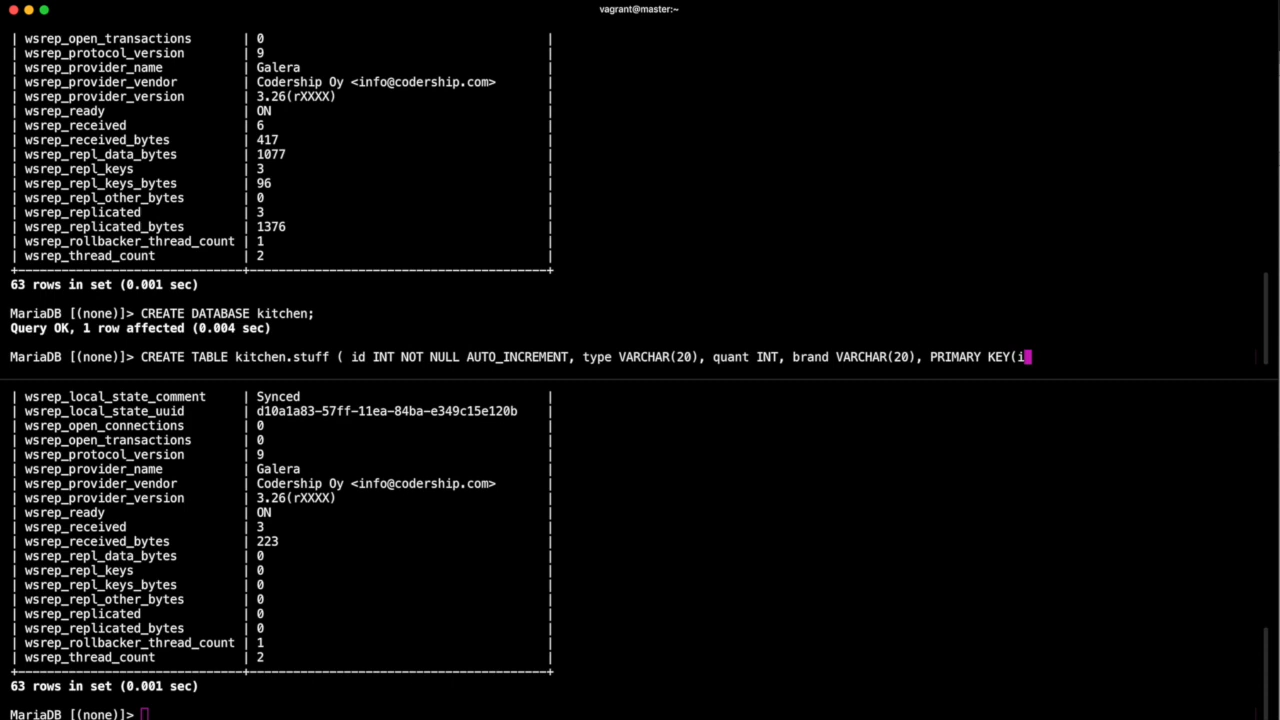 vagrant@master:~
| wsrep_open_transactions | 0 |
| wsrep_protocol_version | 9 |
| wsrep_provider_name | Galera |
| wsrep_provider_vendor | Codership Oy <info@codership.com> |
| wsrep_provider_version | 3.26(rXXXX) |
| wsrep_ready | ON |
| wsrep_received | 6 |
| wsrep_received_bytes | 417 |
| wsrep_repl_data_bytes | 1077 |
| wsrep_repl_keys | 3 |
| wsrep_repl_keys_bytes | 96 |
| wsrep_repl_other_bytes | 0 |
| wsrep_replicated | 3 |
| wsrep_replicated_bytes | 1376 |
| wsrep_rollbacker_thread_count | 1 |
| wsrep_thread_count | 2 |
+-------------------------------+------------------------------------------+
63 rows in set (0.001 sec)
MariaDB [(none)]> CREATE DATABASE kitchen;
Query OK, 1 row affected (0.004 sec)
MariaDB [(none)]> CREATE TABLE kitchen.stuff ( id INT NOT NULL AUTO_INCREMENT, type VARCHAR(20), quant INT, brand VARCHAR(20), PRIMARY KEY(i
| wsrep_local_state_comment | Synced |
| wsrep_local_state_uuid | d10a1a83-57ff-11ea-84ba-e349c15e120b |
| wsrep_open_connections | 0 |
| wsrep_open_transactions | 0 |
| wsrep_protocol_version | 9 |
| wsrep_provider_name | Galera |
| wsrep_provider_vendor | Codership Oy <info@codership.com> |
| wsrep_provider_version | 3.26(rXXXX) |
| wsrep_ready | ON |
| wsrep_received | 3 |
| wsrep_received_bytes | 223 |
| wsrep_repl_data_bytes | 0 |
| wsrep_repl_keys | 0 |
| wsrep_repl_keys_bytes | 0 |
| wsrep_repl_other_bytes | 0 |
| wsrep_replicated | 0 |
| wsrep_replicated_bytes | 0 |
| wsrep_rollbacker_thread_count | 1 |
| wsrep_thread_count | 2 |
+-------------------------------+------------------------------------------+
63 rows in set (0.001 sec)
MariaDB [(none)]>